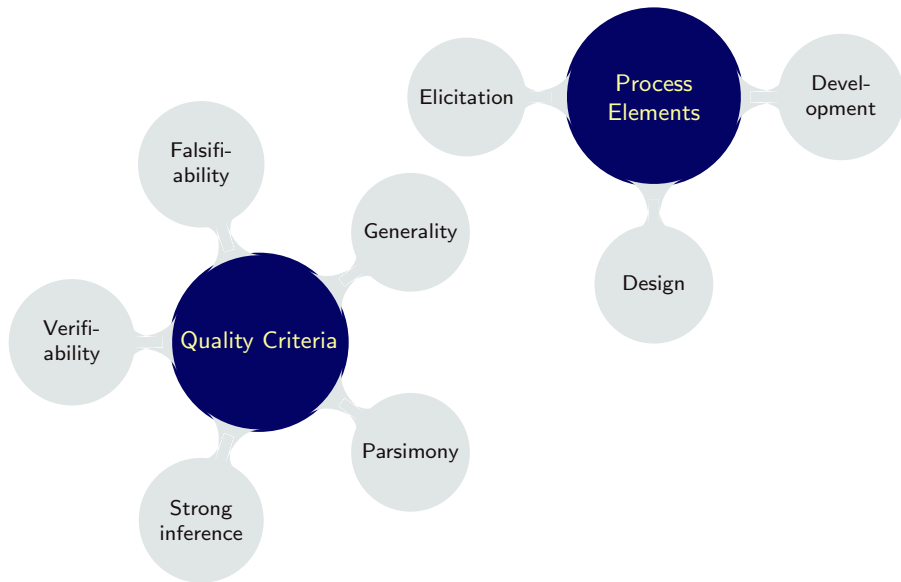 Process
Elements
Elicitation
Devel-
opment
Design
Falsifi-
ability
Generality
Verifi-
ability
Quality Criteria
Parsimony
Strong
inference